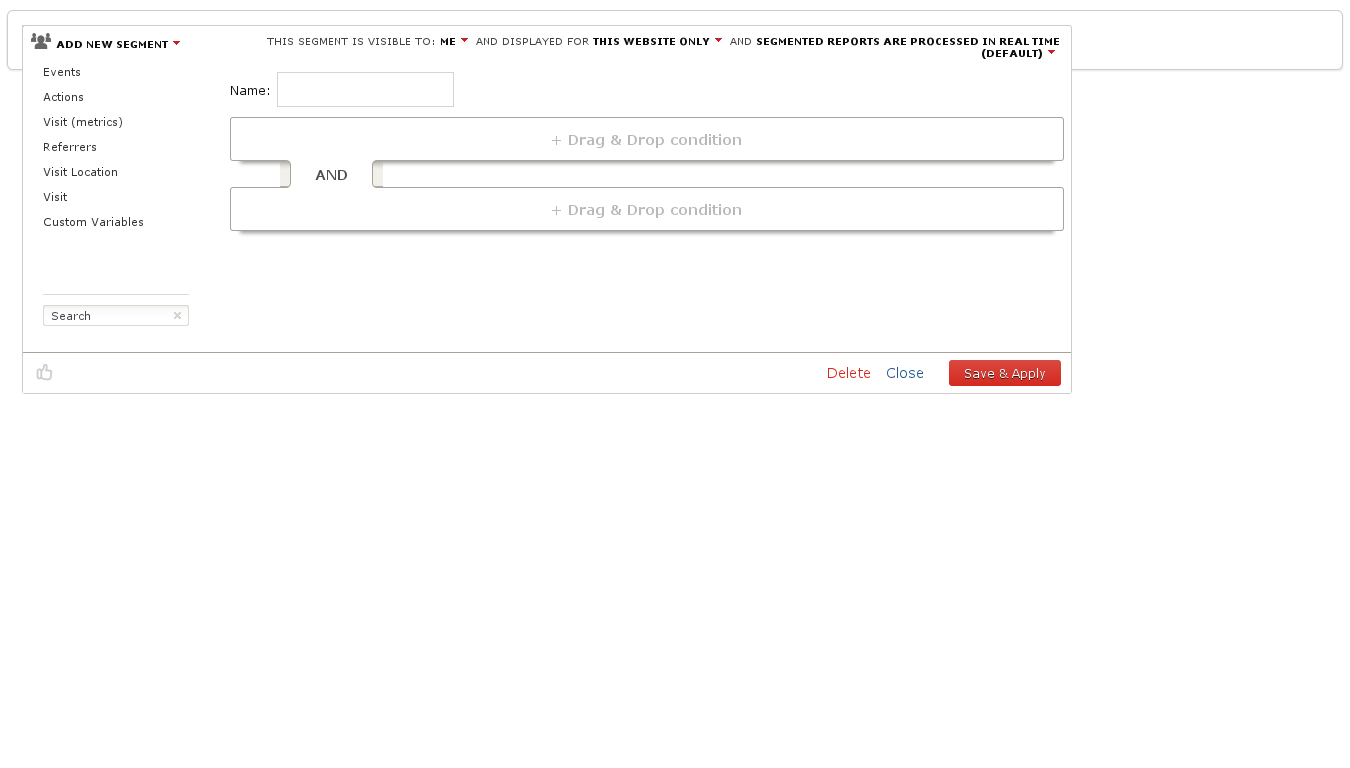 ADD NEW SEGMENT
THIS SEGMENT IS VISIBLE TO: ME AND DISPLAYED FOR THIS WEBSITE ONLY AND SEGMENTED REPORTS ARE PROCESSED IN REAL TIME
(DEFAULT)
Events
Actions
Visit (metrics)
Referrers
Visit Location
Visit
Custom Variables
Search
Name:
+ Drag & Drop condition
AND
+ Drag & Drop condition
Delete
Close
Save & Apply